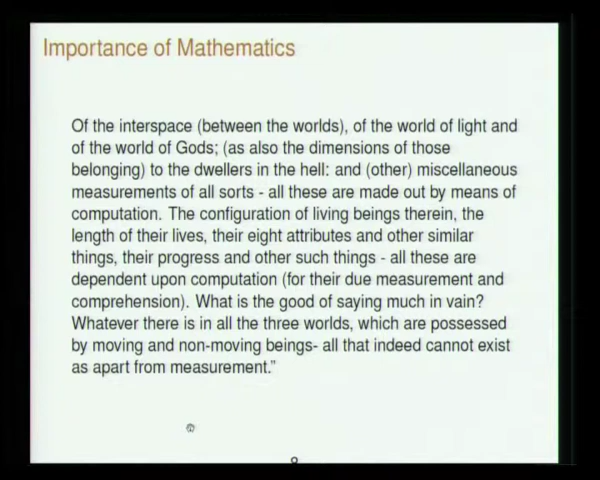 Importance of Mathematics
Of the interspace (between the worlds), of the world of light and
of the world of Gods; (as also the dimensions of those
belonging) to the dwellers in the hell: and (other) miscellaneous
measurements of all sorts - all these are made out by means of
computation. The configuration of living beings therein, the
length of their lives, their eight attributes and other similar
things, their progress and other such things - all these are
dependent upon computation (for their due measurement and
comprehension). What is the good of saying much in vain?
Whatever there is in all the three worlds, which are possessed
by moving and non-moving beings- all that indeed cannot exist
as apart from measurement."